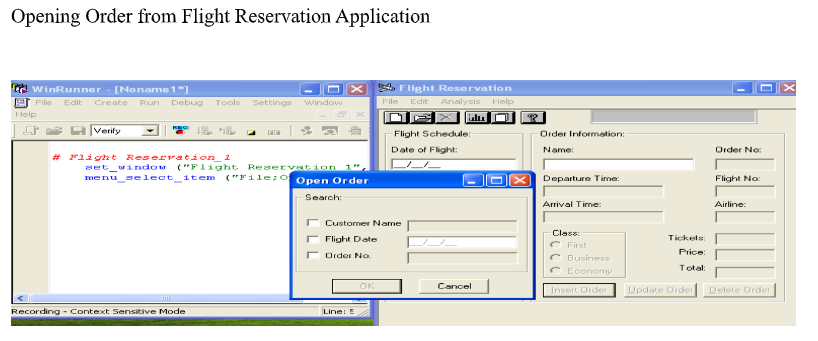 Opening Order from Flight Reservation Application
WinRunner - [Noname1*]
File Edit Create Run Debug Tools Settings Window
Help
Verify
# Flight Reservation_1
set_window ("Flight Reservation 1",
menu_select_item ("File;O
Recording - Context Sensitive Mode Line: 5
Flight Reservation
File Edit Analysis Help
Flight Schedule:
Date of Flight:
__/__/__
Order Information:
Name: Order No:
Departure Time: Flight No:
Arrival Time: Airline:
Class:
First
Business
Economy
Tickets:
Price:
Total:
Insert Order Update Order Delete Order
Open Order
Search:
Customer Name
Flight Date __/__/__
Order No.
OK Cancel